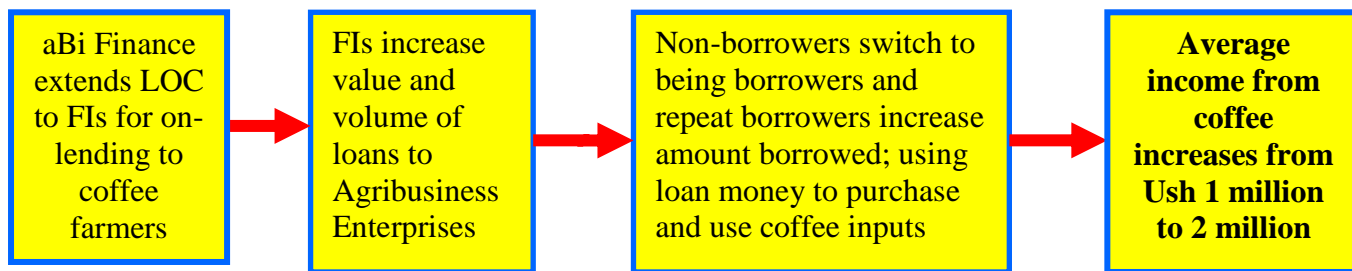 aBi Finance
extends LOC
to FIs for on-
lending to
coffee
farmers
FIs increase
value and
volume of
loans to
Agribusiness
Enterprises
Non-borrowers switch to
being borrowers and
repeat borrowers increase
amount borrowed; using
loan money to purchase
and use coffee inputs
Average
income from
coffee
increases from
Ush 1 million
to 2 million